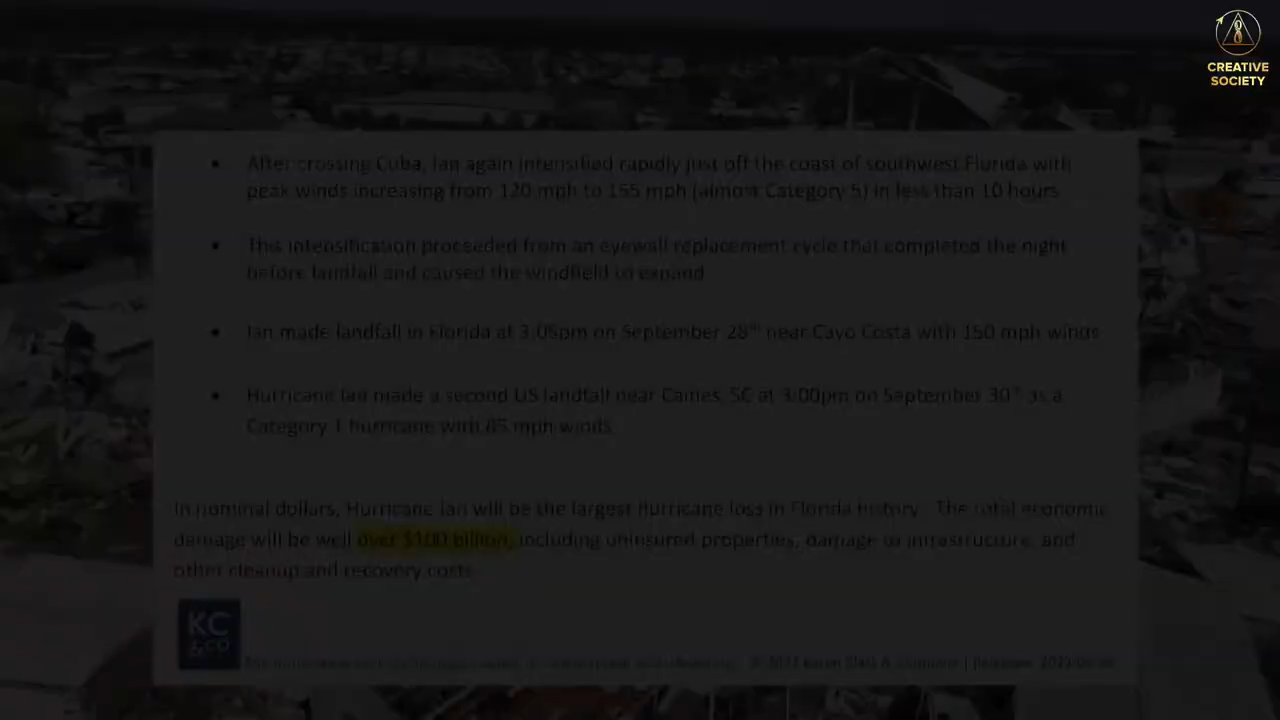 CREATIVE
SOCIETY
• After crossing Cuba, Ian again intensified rapidly just off the coast of southwest Florida with
peak winds increasing from 120 mph to 155 mph (almost Category 5) in less than 10 hours
• This intensification proceeded from an eyewall replacement cycle that completed the night
before landfall and caused the windfield to expand
• Ian made landfall in Florida at 3:05pm on September 28th near Cayo Costa with 150 mph winds
• Hurricane Ian made a second US landfall near Caines, SC at 3:00pm on September 30th as a
Category 1 hurricane with 85 mph winds
In nominal dollars, Hurricane Ian will be the largest hurricane loss in Florida history. The total economic
damage will be well over $100 billion, including uninsured properties, damage to infrastructure, and
other cleanup and recovery costs
KC
&CO
© 2022 Karen Clark & Company |